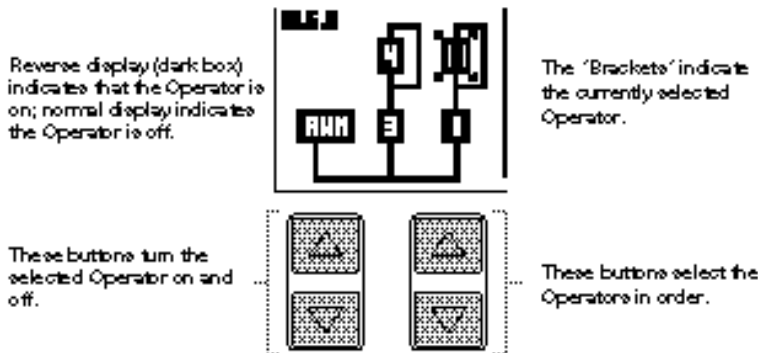 Reverse display (dark box)
indicates that the Operator is
on; normal display indicates
the Operator is off.
4
AWM
3
1
The 'Brackets' indicate
the currently selected
Operator.
These buttons turn the
selected Operator on and
off.
These buttons select the
Operators in order.